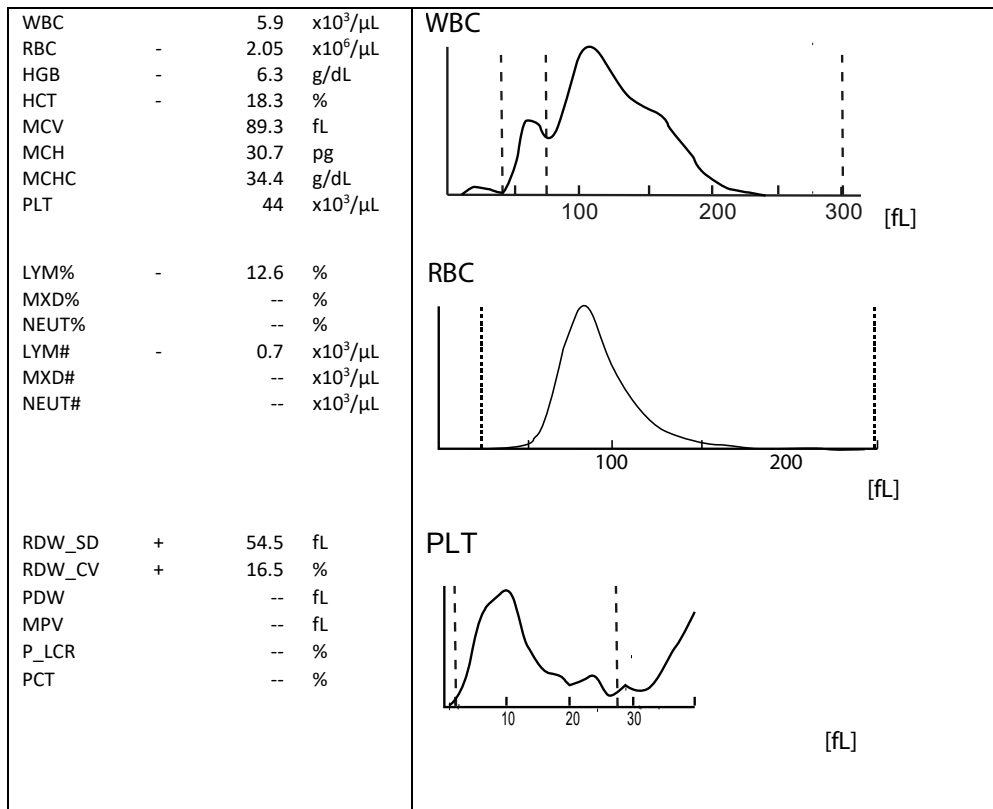 WBC 5.9 x10³/µL
RBC - 2.05 x10⁶/µL
HGB - 6.3 g/dL
HCT - 18.3 %
MCV 89.3 fL
MCH 30.7 pg
MCHC 34.4 g/dL
PLT 44 x10³/µL
LYM% - 12.6 %
MXD% -- %
NEUT% -- %
LYM# - 0.7 x10³/µL
MXD# -- x10³/µL
NEUT# -- x10³/µL
RDW_SD + 54.5 fL
RDW_CV + 16.5 %
PDW -- fL
MPV -- fL
P_LCR -- %
PCT -- %
WBC
100 200 300 [fL]
RBC
100 200
[fL]
PLT
10 20 30
[fL]